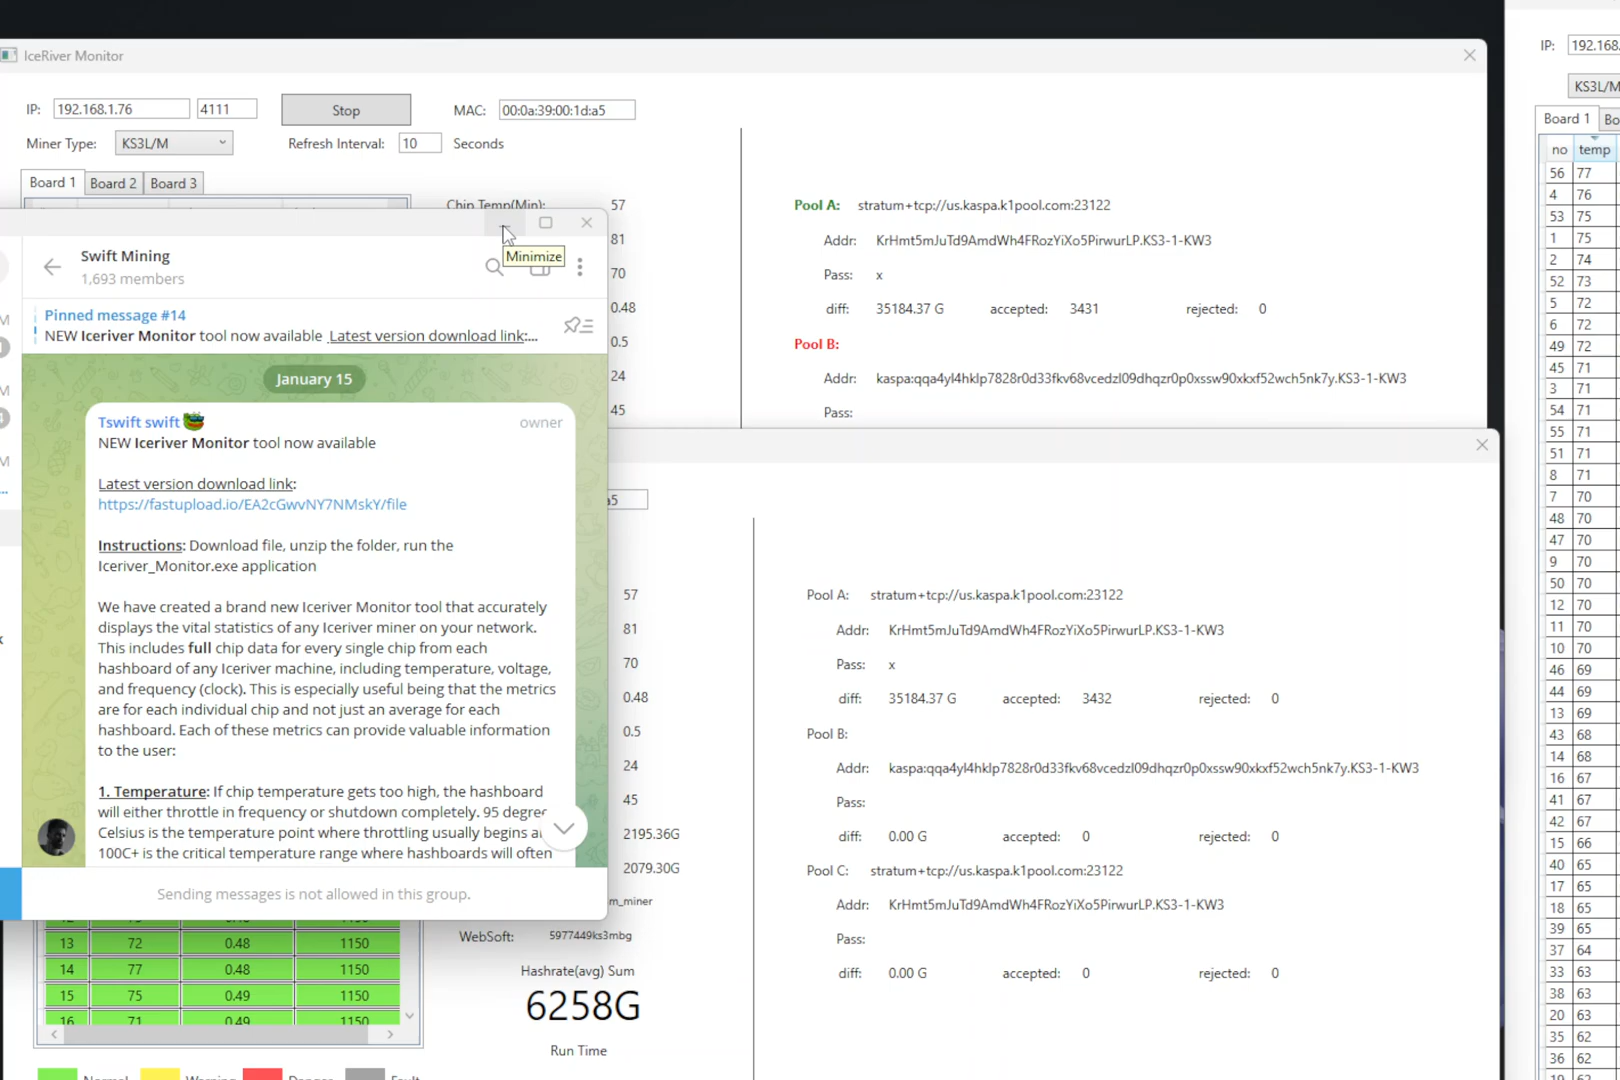 IceRiver Monitor
IP: 192.168.1.76 4111 Stop MAC: 00:0a:39:00:1d:a5
Miner Type: KS3L/M Refresh Interval: 10 Seconds
Board 1 Board 2 Board 3
Chip Temp(Min): 57
81
70
0.48
0.5
24
45
Pool A: stratum+tcp://us.kaspa.k1pool.com:23122
Addr: KrHmt5mJuTd9AmdWh4FRozYiXo5PirwurLP.KS3-1-KW3
Pass: x
diff: 35184.37 G accepted: 3431 rejected: 0
Pool B:
Addr: kaspa:qqa4yl4hklp7828r0d33fkv68vcedzl09dhqzr0p0xssw90xkxf52wch5nk7y.KS3-1-KW3
Pass:
Minimize
Swift Mining
1,693 members
Pinned message #14
NEW Iceriver Monitor tool now available Latest version download link:...
January 15
Tswift swift owner
NEW Iceriver Monitor tool now available
Latest version download link:
https://fastupload.io/EA2cGwvNY7NMskY/file
Instructions: Download file, unzip the folder, run the
Iceriver_Monitor.exe application
We have created a brand new Iceriver Monitor tool that accurately
displays the vital statistics of any Iceriver miner on your network.
This includes full chip data for every single chip from each
hashboard of any Iceriver machine, including temperature, voltage,
and frequency (clock). This is especially useful being that the metrics
are for each individual chip and not just an average for each
hashboard. Each of these metrics can provide valuable information
to the user:
1. Temperature: If chip temperature gets too high, the hashboard
will either throttle in frequency or shutdown completely. 95 degree
Celsius is the temperature point where throttling usually begins a
100C+ is the critical temperature range where hashboards will often
Sending messages is not allowed in this group.
a5
57
81
70
0.48
0.5
24
45
2195.36G
2079.30G
m_miner
WebSoft: 5977449ks3mbg
Hashrate(avg) Sum
6258G
Run Time
Pool A: stratum+tcp://us.kaspa.k1pool.com:23122
Addr: KrHmt5mJuTd9AmdWh4FRozYiXo5PirwurLP.KS3-1-KW3
Pass: x
diff: 35184.37 G accepted: 3432 rejected: 0
Pool B:
Addr: kaspa:qqa4yl4hklp7828r0d33fkv68vcedzl09dhqzr0p0xssw90xkxf52wch5nk7y.KS3-1-KW3
Pass:
diff: 0.00 G accepted: 0 rejected: 0
Pool C: stratum+tcp://us.kaspa.k1pool.com:23122
Addr: KrHmt5mJuTd9AmdWh4FRozYiXo5PirwurLP.KS3-1-KW3
Pass:
diff: 0.00 G accepted: 0 rejected: 0
13 72 0.48 1150
14 77 0.48 1150
15 75 0.49 1150
16 71 0.49 1150
Normal Warning Danger Fault
IP: 192.168.
KS3L/M
Board 1 Bo
no temp
56 77
4 76
53 75
1 75
2 74
52 73
5 72
6 72
49 72
45 71
3 71
54 71
55 71
51 71
8 71
7 70
48 70
47 70
9 70
50 70
12 70
11 70
10 70
46 69
44 69
13 69
43 68
14 68
16 67
41 67
42 67
15 66
40 65
17 65
18 65
39 65
37 64
33 63
38 63
20 63
35 62
36 62
19 62